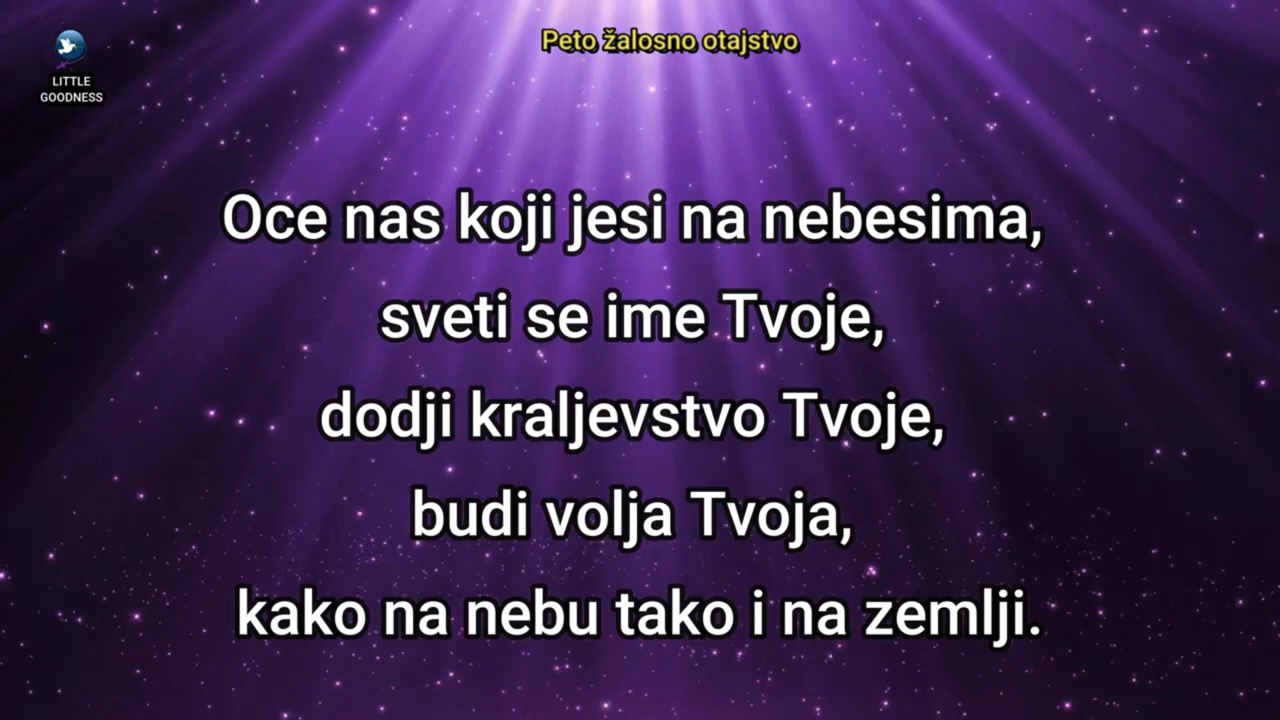 Peto žalosno otajstvo
LITTLE
GOODNESS
Oce nas koji jesi na nebesima,
sveti se ime Tvoje,
dodji kraljevstvo Tvoje,
budi volja Tvoja,
kako na nebu tako i na zemlji.